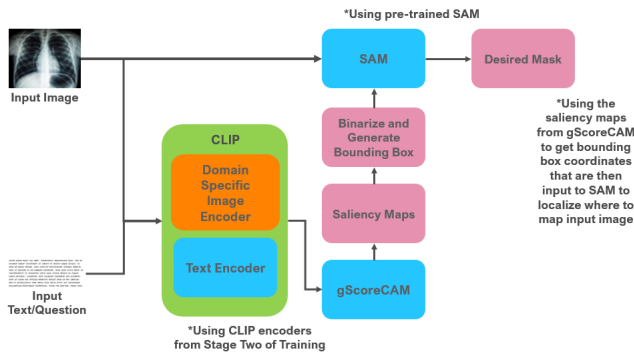 *Using pre-trained SAM
SAM
Desired Mask
Input Image
*Using the
saliency maps
from gScoreCAM
to get bounding
box coordinates
that are then
input to SAM to
localize where to
map input image
Binarize and
Generate
Bounding Box
CLIP
Domain
Specific
Image
Encoder
Saliency Maps
Text Encoder
gScoreCAM
Input
Text/Question
*Using CLIP encoders
from Stage Two of Training